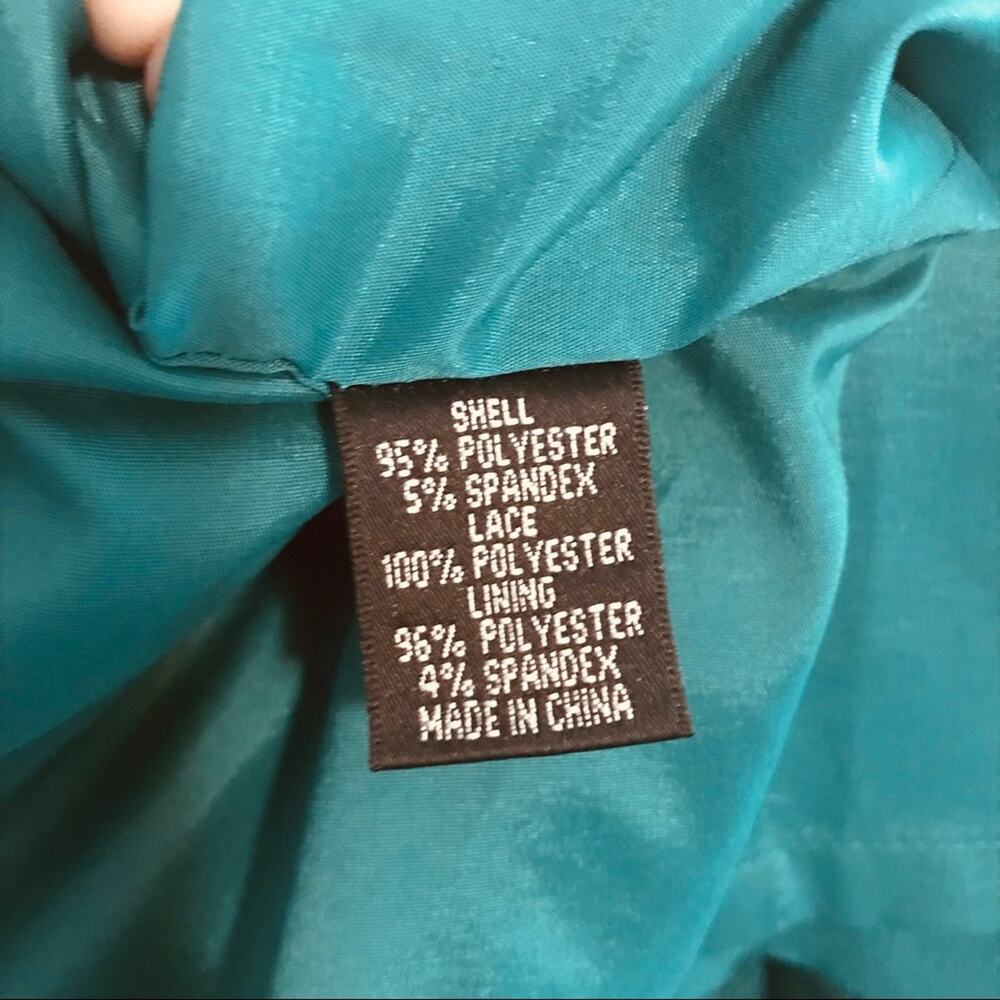 SHELL
95% POLYESTER
5% SPANDEX
LACE
100% POLYESTER
LINING
96% POLYESTER
4% SPANDEX
MADE IN CHINA